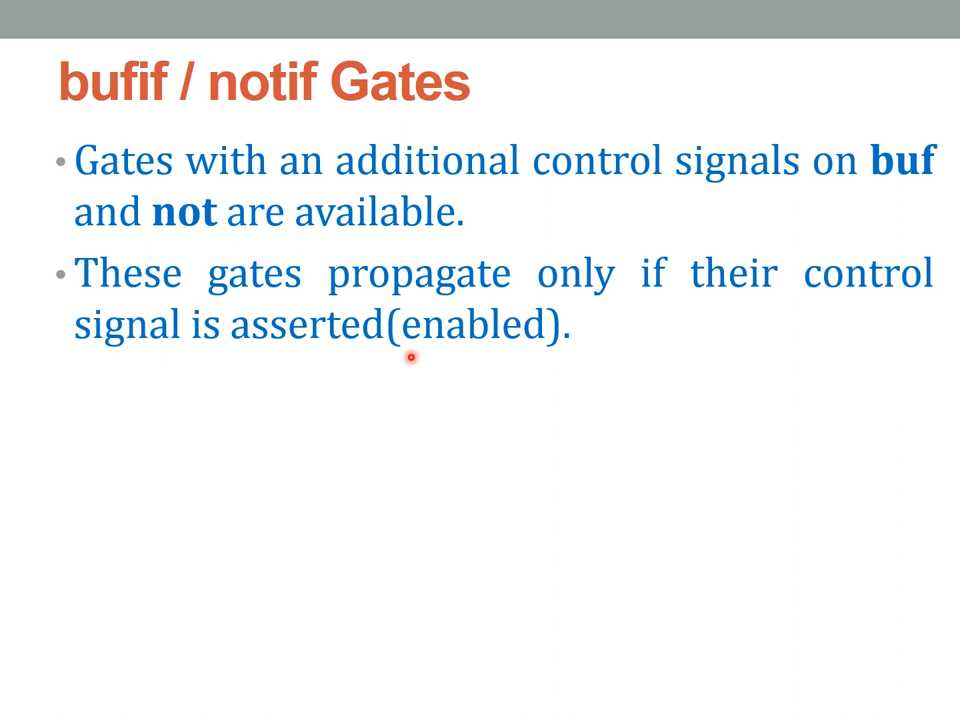 bufif / notif Gates
• Gates with an additional control signals on buf
and not are available.
• These gates propagate only if their control
signal is asserted(enabled).